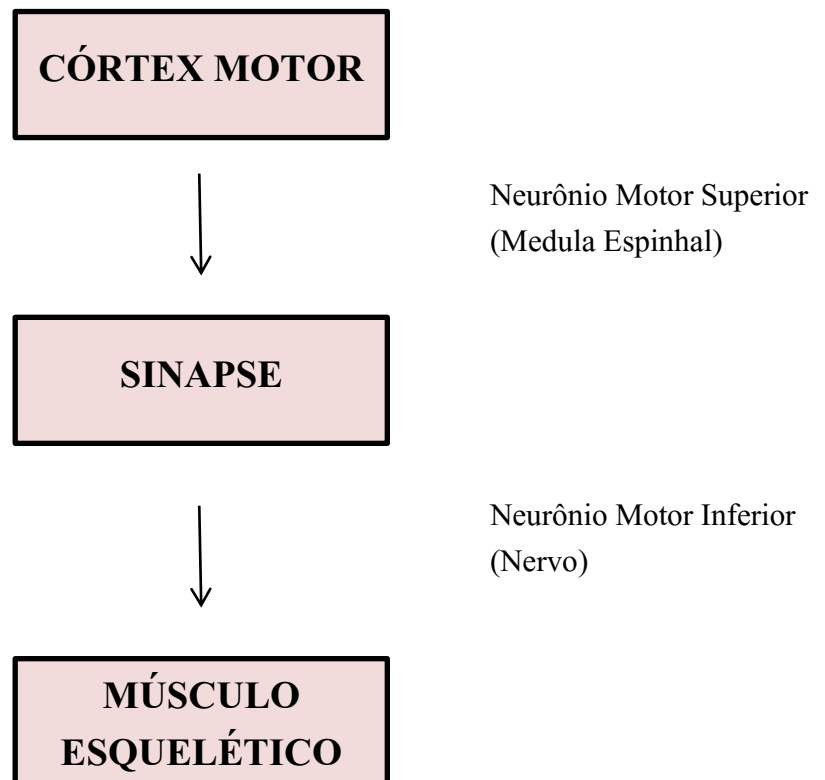 CÓRTEX MOTOR
Neurônio Motor Superior
(Medula Espinhal)
SINAPSE
Neurônio Motor Inferior
(Nervo)
MÚSCULO
ESQUELÉTICO